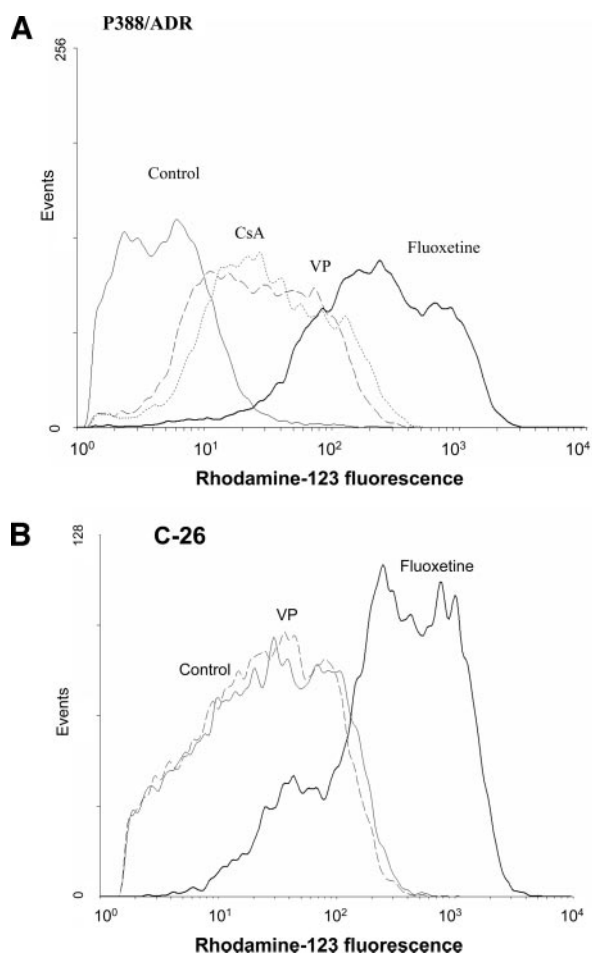 A
P388/ADR
256
Events
0
Control
CsA
VP
Fluoxetine
10⁰
10¹
10²
10³
10⁴
Rhodamine-123 fluorescence
B
C-26
128
Events
0
Control
VP
Fluoxetine
10⁰
10¹
10²
10³
10⁴
Rhodamine-123 fluorescence